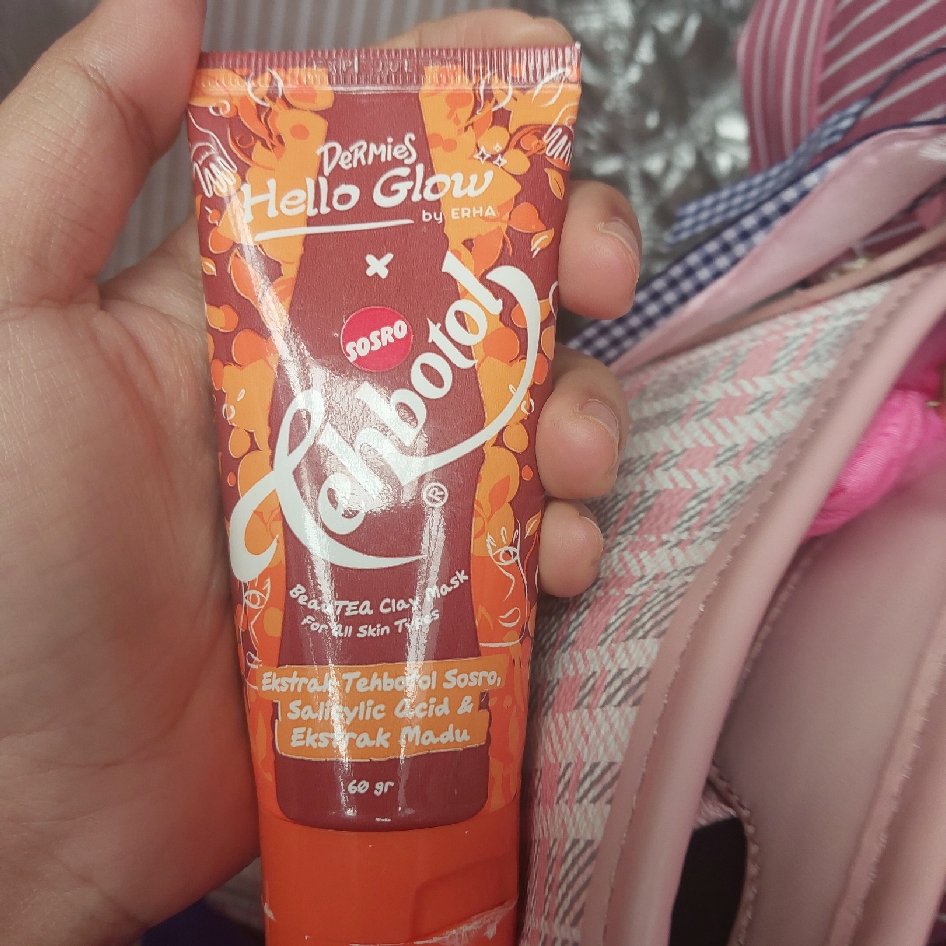 DeRmieS
Hello Glow
by ERHA
x
SOSRO
Tehbotol
®
BeauTEA Clay Mask
For all Skin Types
Ekstrak Tehbotol Sosro,
Salicylic acid &
Ekstrak Madu
60 gr